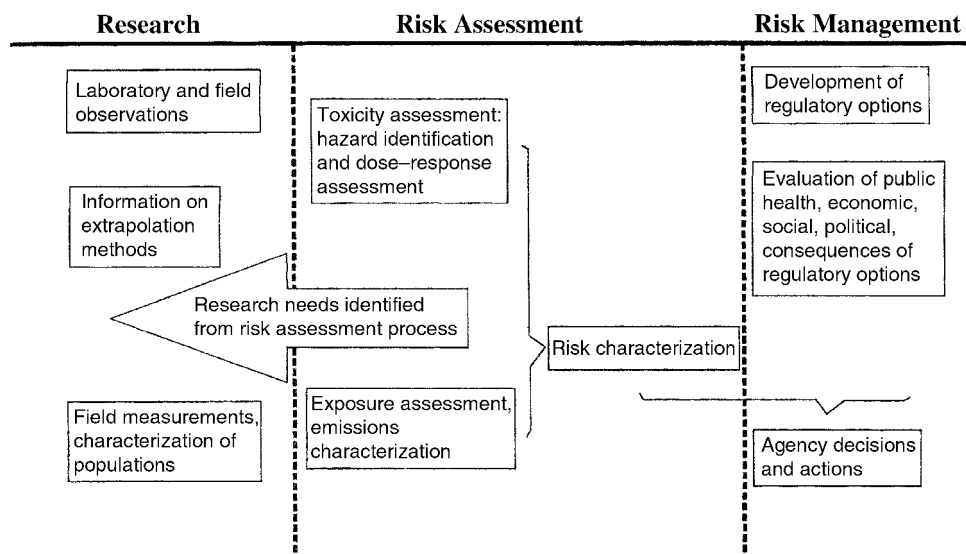 Research
Risk Assessment
Risk Management
Laboratory and field
observations
Information on
extrapolation
methods
Research needs identified
from risk assessment process
Field measurements,
characterization of
populations
Toxicity assessment:
hazard identification
and dose–response
assessment
Exposure assessment,
emissions
characterization
Risk characterization
Development of
regulatory options
Evaluation of public
health, economic,
social, political,
consequences of
regulatory options
Agency decisions
and actions